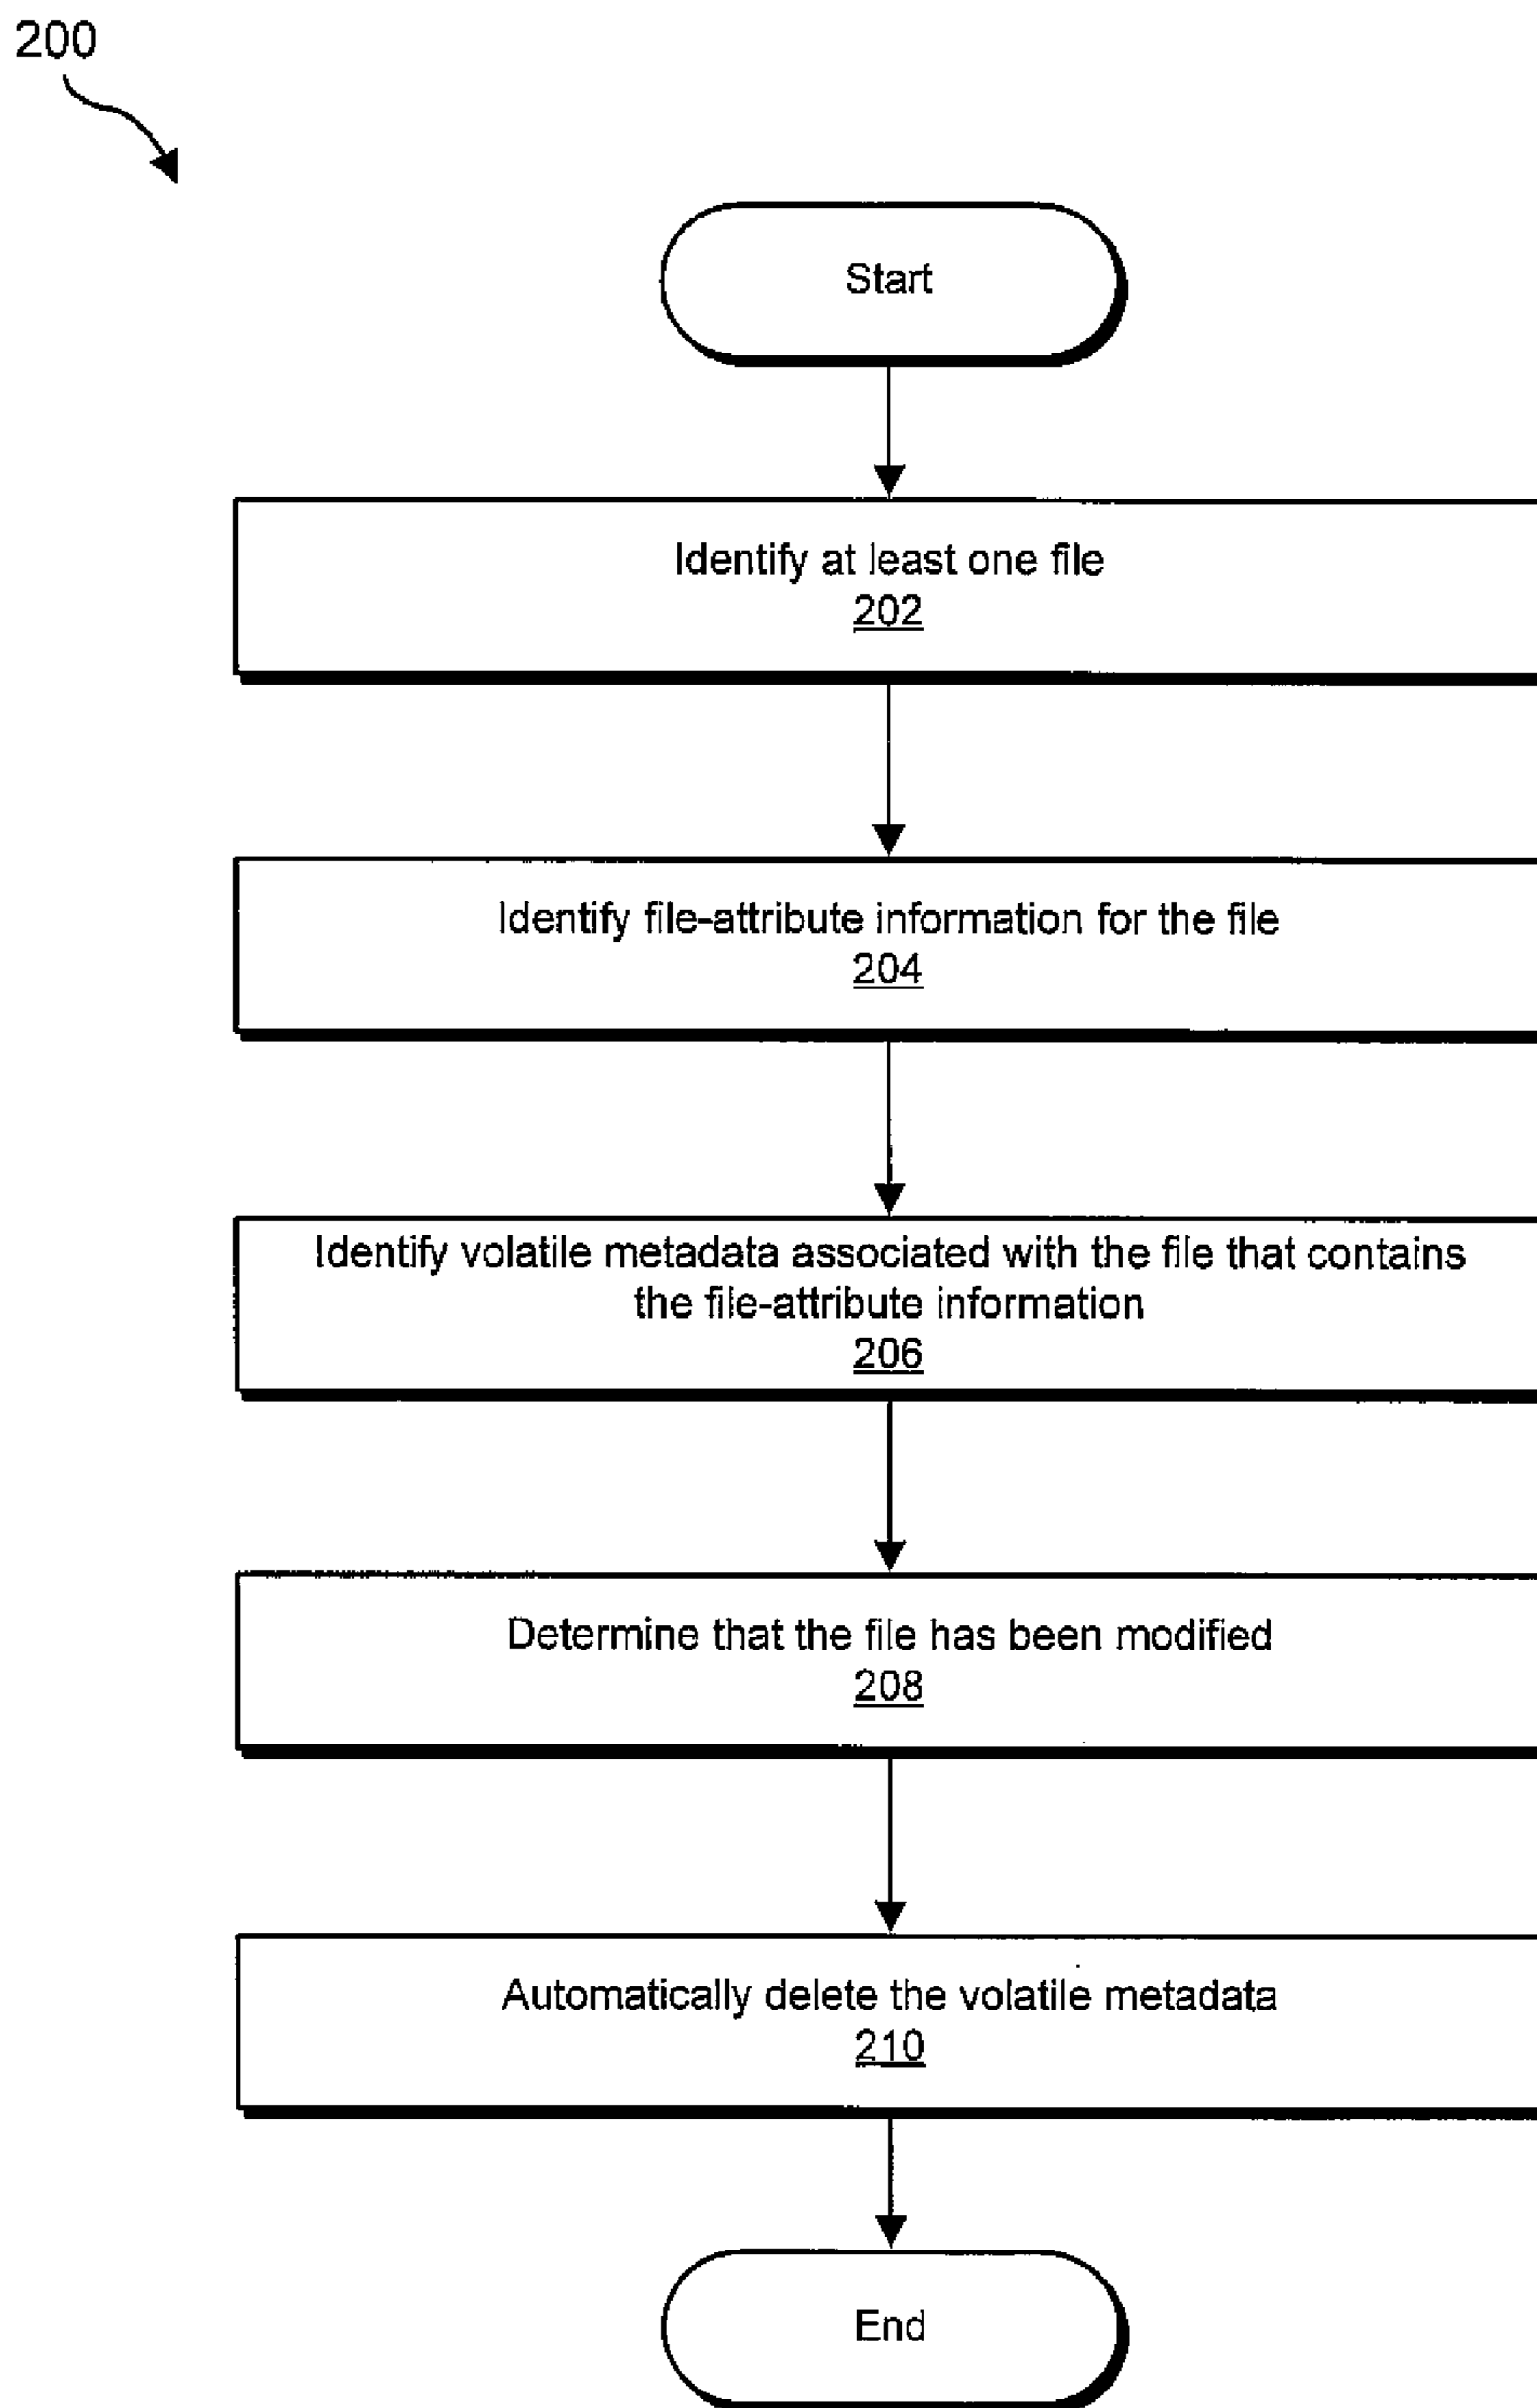 200
Start
Identify at least one file
202
Identify file-attribute information for the file
204
Identify volatile metadata associated with the file that contains
the file-attribute information
206
Determine that the file has been modified
208
Automatically delete the volatile metadata
210
End